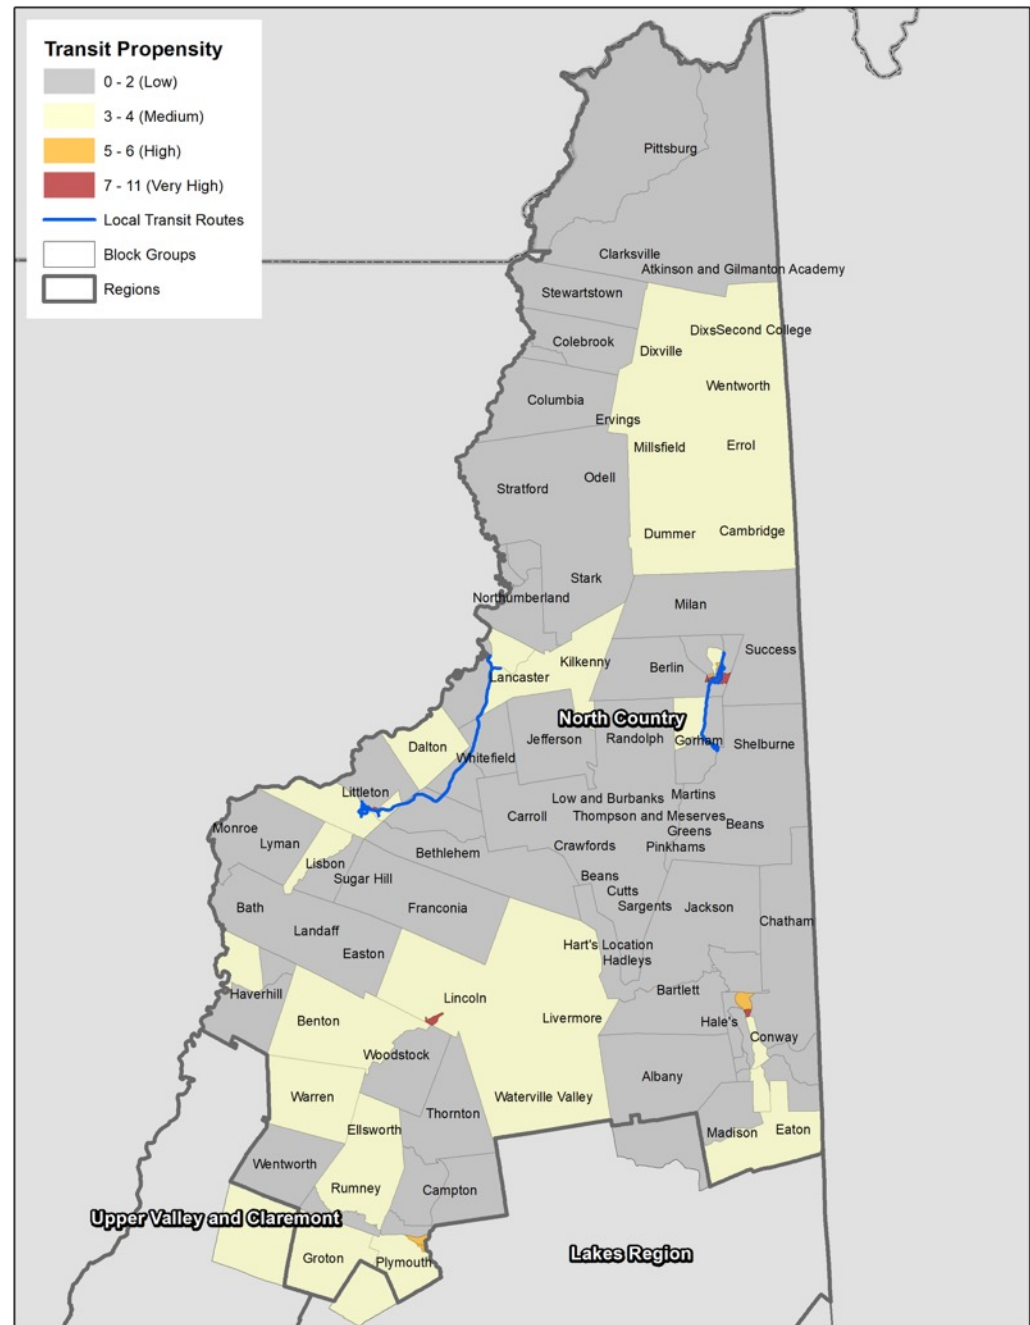 Transit Propensity
0 - 2 (Low)
3 - 4 (Medium)
5 - 6 (High)
7 - 11 (Very High)
Local Transit Routes
Block Groups
Regions
Pittsburg
Clarksville
Atkinson and Gilmanton Academy
Stewartstown
DixsSecond College
Colebrook
Dixville
Wentworth
Columbia
Ervings
Millsfield
Errol
Odell
Stratford
Dummer
Cambridge
Stark
Northumberland
Milan
Success
Kilkenny
Berlin
Lancaster
North Country
Dalton
Jefferson
Randolph
Gorham
Shelburne
Whitefield
Littleton
Low and Burbanks
Martins
Carroll
Thompson and Meserves
Beans
Monroe
Greens
Lyman
Crawfords
Pinkhams
Bethlehem
Lisbon
Sugar Hill
Beans
Cutts
Bath
Franconia
Sargents
Jackson
Chatham
Landaff
Hart's Location
Easton
Hadleys
Bartlett
Haverhill
Lincoln
Benton
Livermore
Hale's
Conway
Woodstock
Albany
Warren
Waterville Valley
Thornton
Ellsworth
Madison
Eaton
Wentworth
Rumney
Campton
Upper Valley and Claremont
Lakes Region
Groton
Plymouth